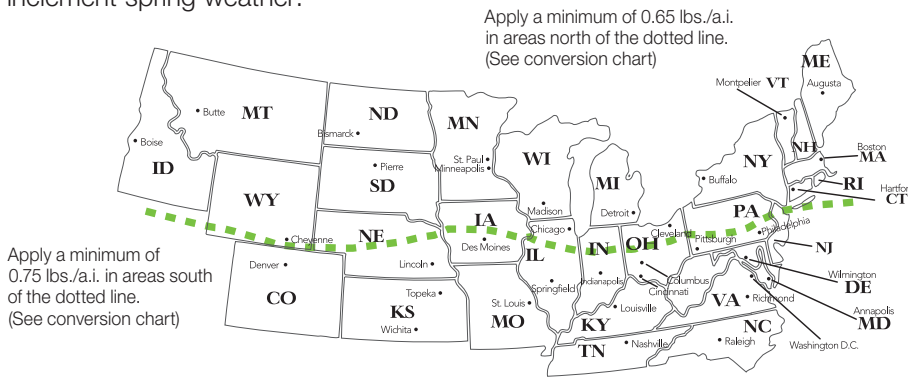 inclement spring weather.
Apply a minimum of 0.65 lbs./a.i.
in areas north of the dotted line.
(See conversion chart)
ME
Montpelier VT
Augusta
MT
ND
MN
Butte
Bismarck
Boise
WI
NH
Boston
MA
ID
Pierre
St. Paul
Minneapolis
NY
SD
MI
Buffalo
RI
WY
Hartford
CT
Madison
Detroit
PA
IA
Chicago
Cleveland
Philadelphia
Cheyenne
NE
Des Moines
IL
IN
OH
Pittsburgh
NJ
Apply a minimum of
0.75 lbs./a.i. in areas south
of the dotted line.
(See conversion chart)
Denver
Lincoln
Wilmington
DE
Springfield
Indianapolis
Columbus
Cincinnati
CO
Topeka
St. Louis
VA
Richmond
Annapolis
MD
KS
MO
Louisville
KY
Wichita
NC
Washington D.C.
TN
Nashville
Raleigh